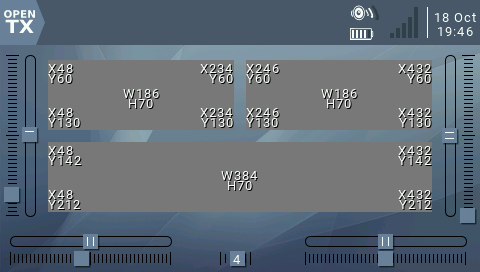 OPEN
TX
18 Oct
19:46
X48
Y60
X234
Y60
X246
Y60
X432
Y60
W186
H70
W186
H70
X48
Y130
X234
Y130
X246
Y130
X432
Y130
X48
Y142
X432
Y142
W384
H70
X48
Y212
X432
Y212
4